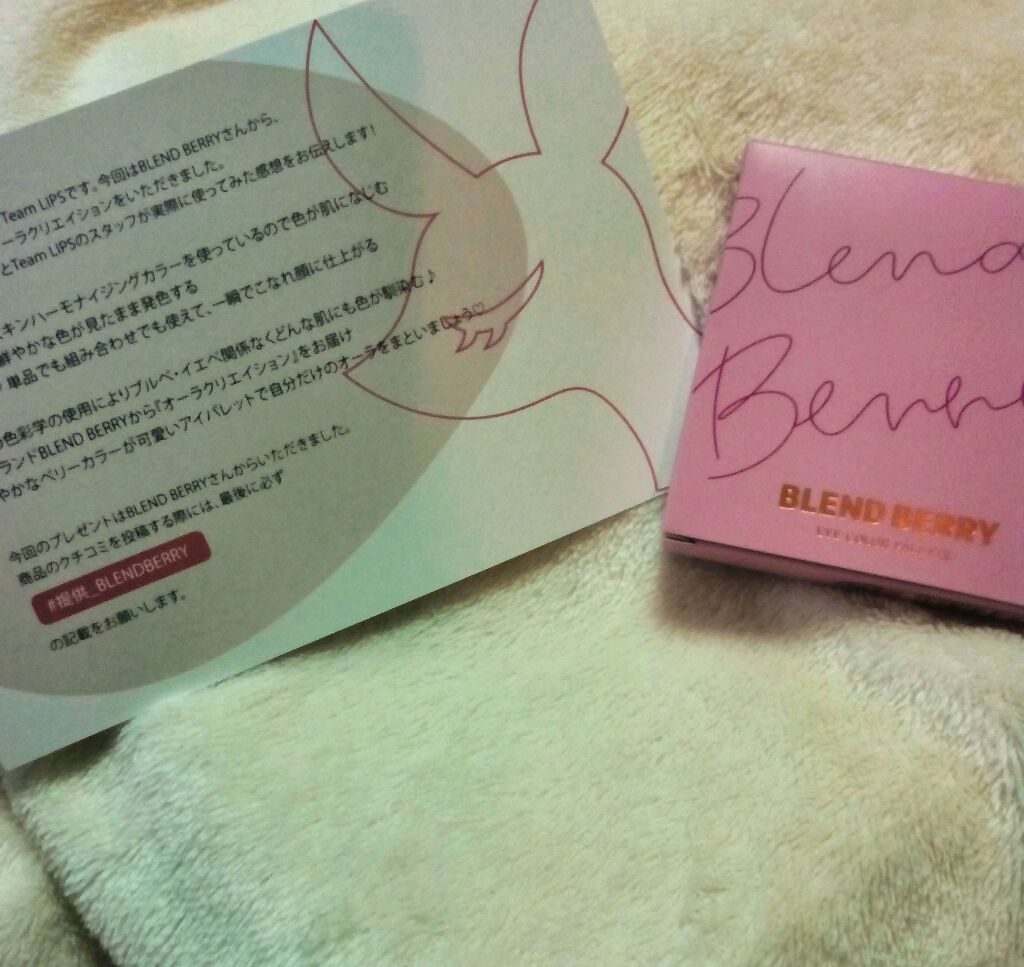 Team LIPSです。今回はBLEND BERRYさんから、
ーラクリエイションをいただきました。
とTeam LIPSのスタッフが実際に使ってみた感想をお伝えします！
キンハーモナイジングカラーを使っているので色が肌になじむ
鮮やかな色が見たまま発色する
単品でも組み合わせでも使えて、一瞬でこなれ顔に仕上がる
色彩学の使用によりブルベ・イエベ関係なくどんな肌にも色が馴染む♪
ランドBLEND BERRYから『オーラクリエイション』をお届け
やかなベリーカラーが可愛いアイパレットで自分だけのオーラをまといましょう♡
今回のプレゼントはBLEND BERRYさんからいただきました。
商品のクチコミを投稿する際には、最後に必ず
#提供_BLENDBERRY
の記載をお願いします。
Blend
Berr
BLEND BERRY
EYE COLOR PALETTE